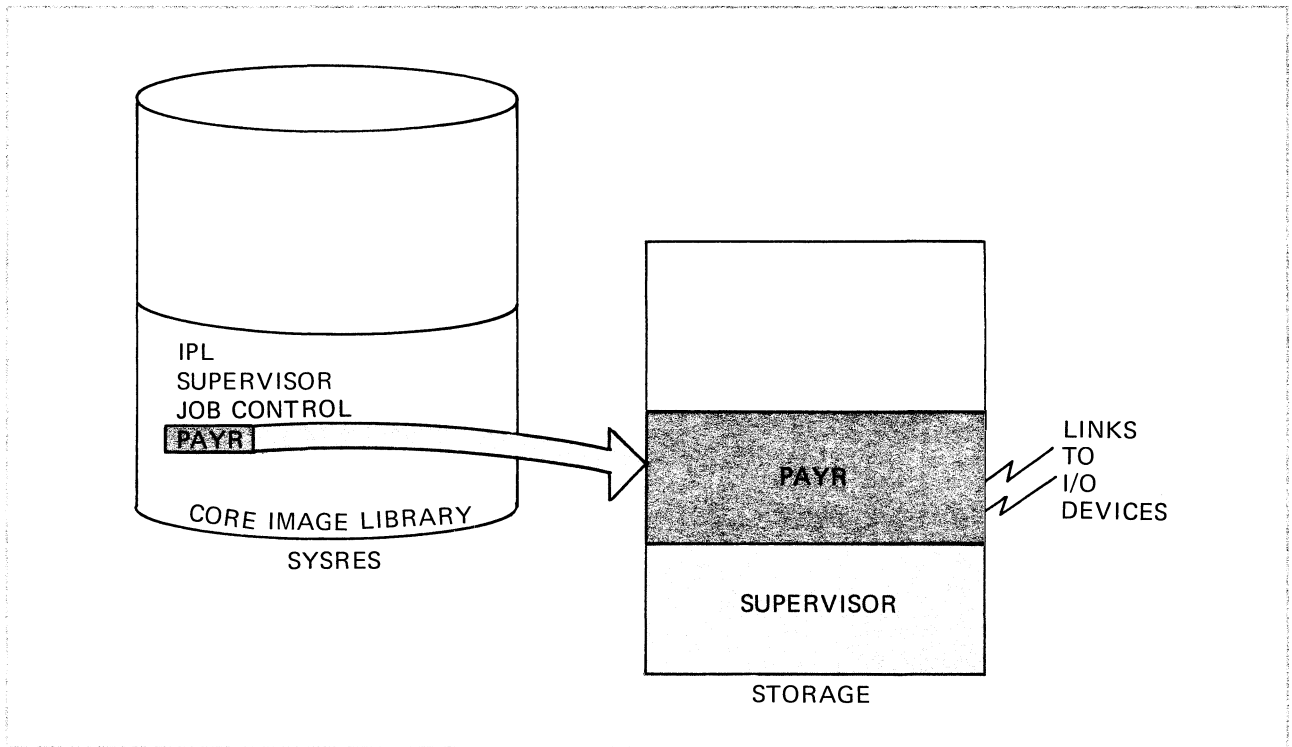 IPL
SUPERVISOR
JOB CONTROL
PAYR
CORE IMAGE LIBRARY
SYSRES
PAYR
SUPERVISOR
STORAGE
LINKS
TO
I/O
DEVICES